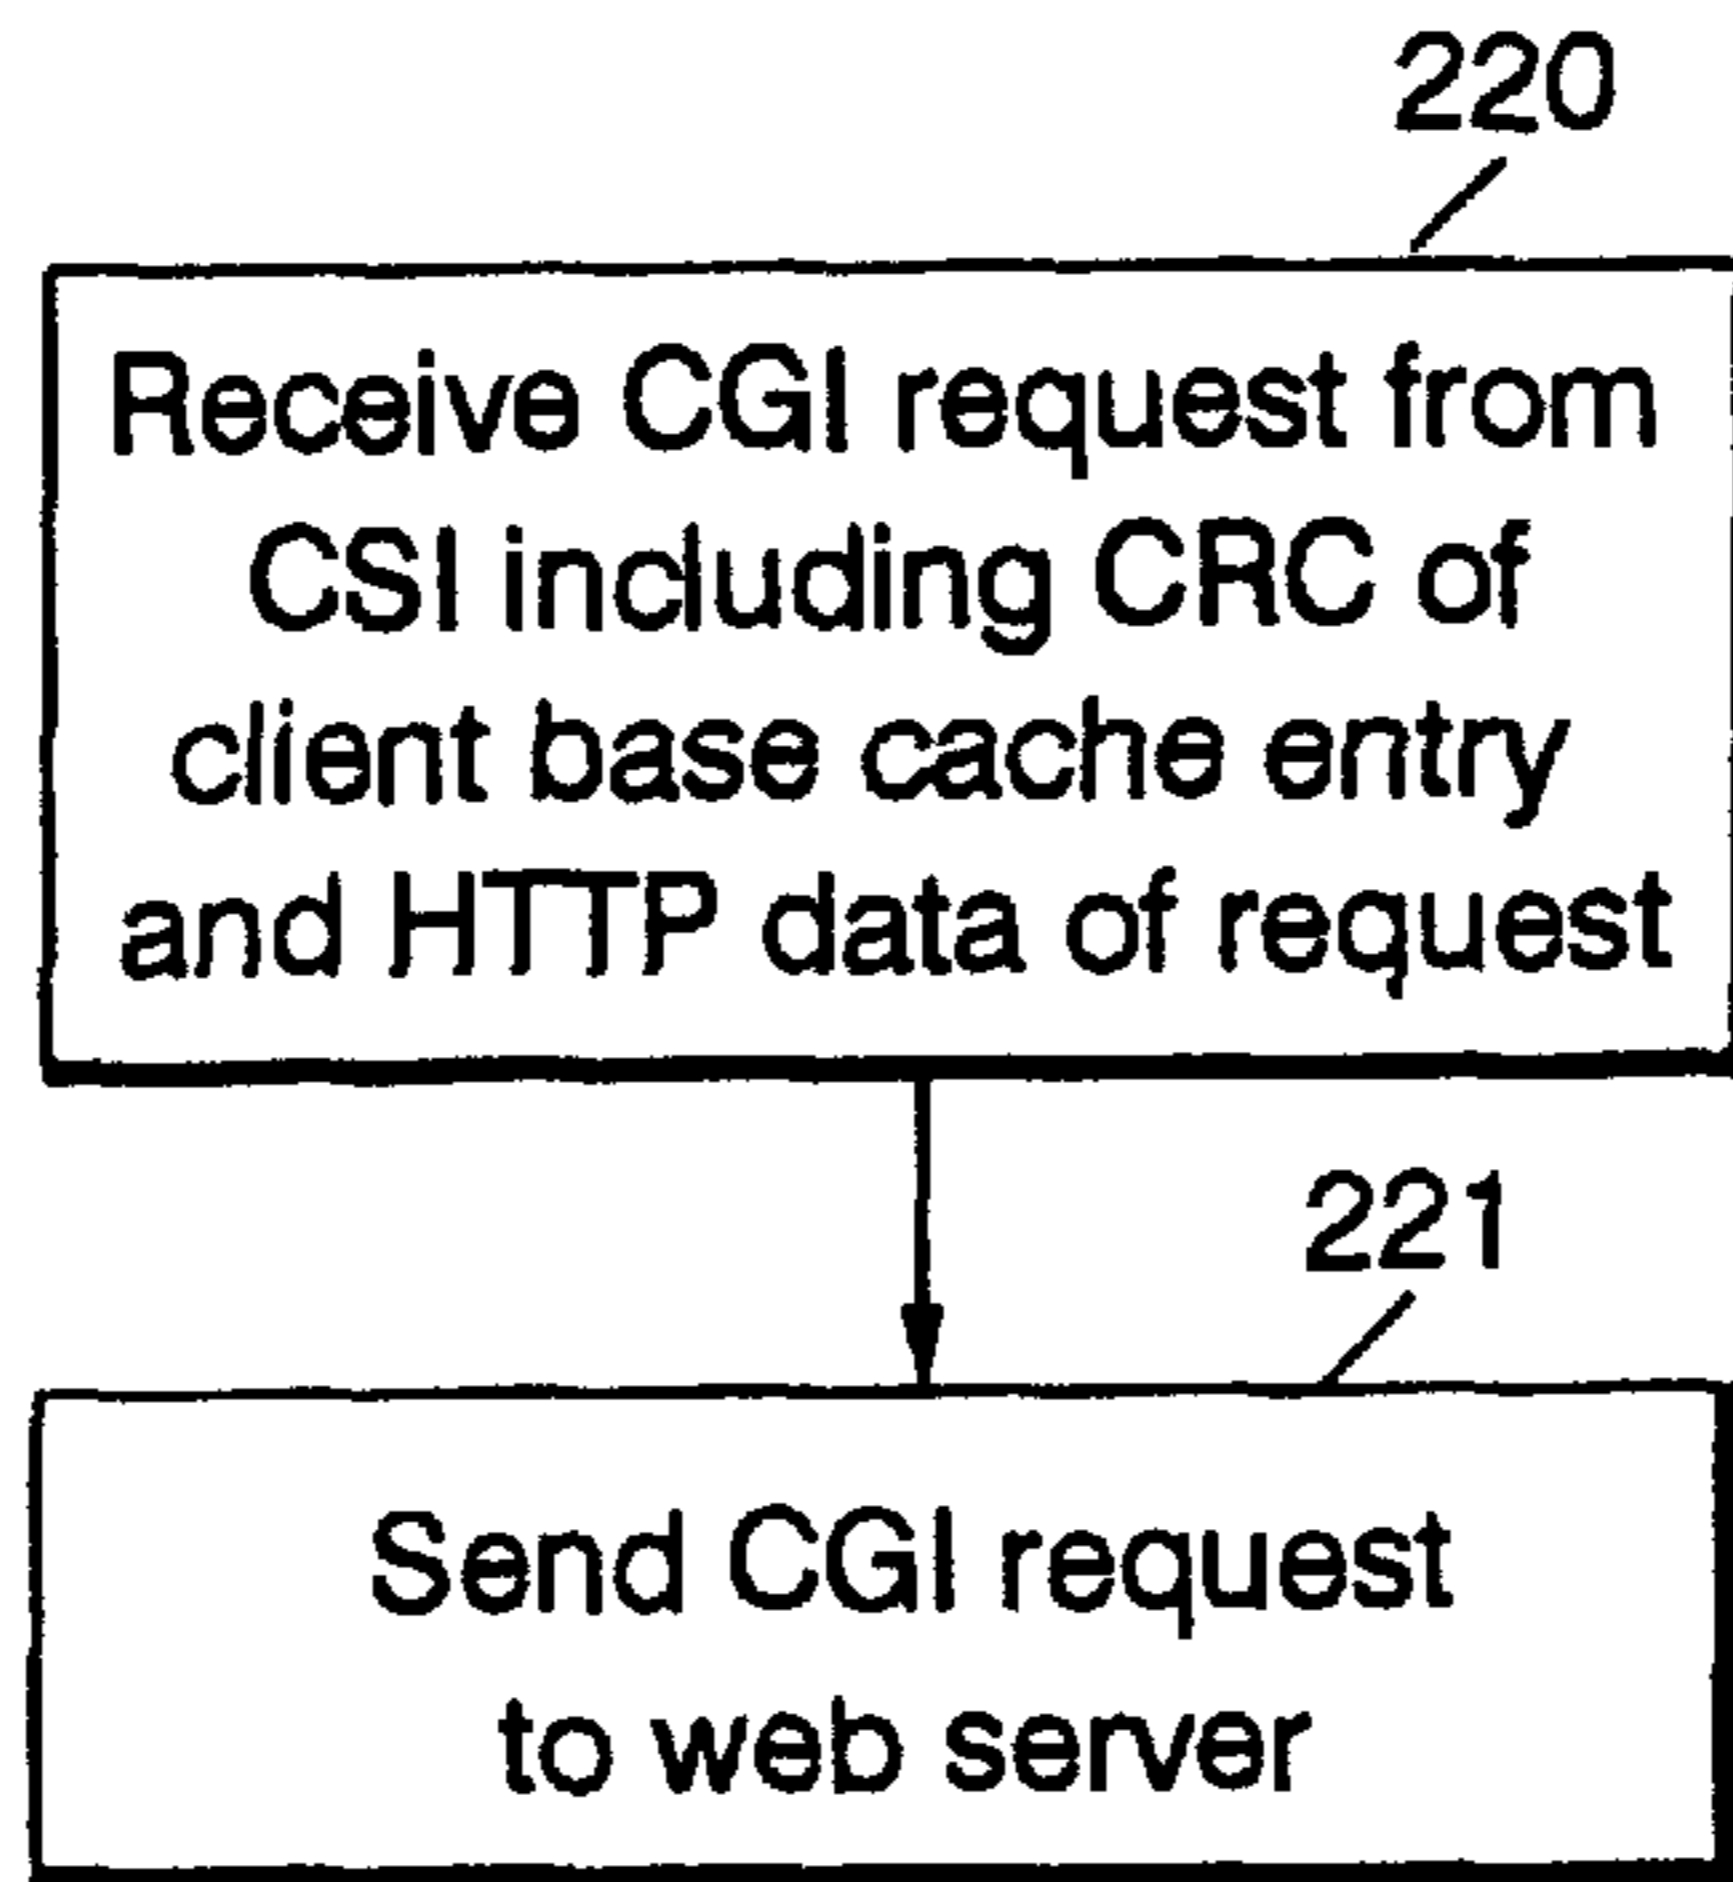 220
Receive CGI request from
CSI including CRC of
client base cache entry
and HTTP data of request
221
Send CGI request
to web server